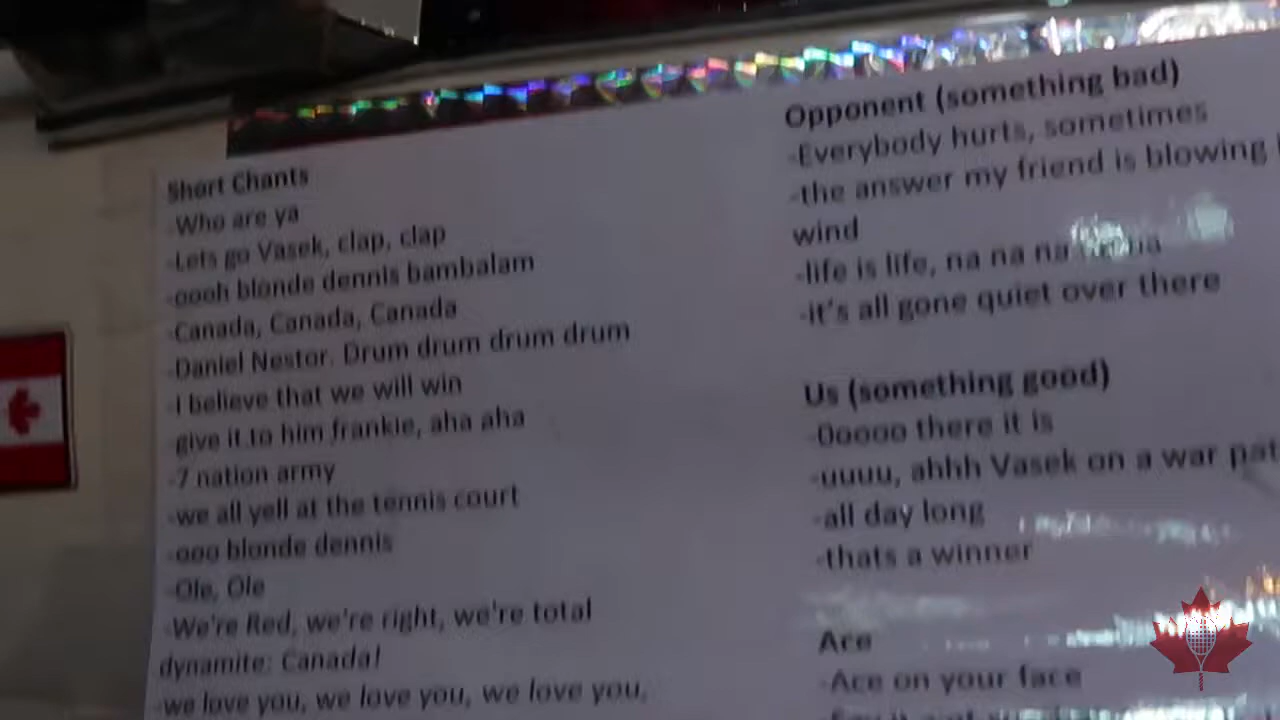 Short Chants
-Who are ya
-Lets go Vasek, clap, clap
-oooh blonde dennis bambalam
-Canada, Canada, Canada
-Daniel Nestor. Drum drum drum drum
-I believe that we will win
-give it to him frankie, aha aha
-7 nation army
-we all yell at the tennis court
-ooo blonde dennis
-Ole, Ole
-We're Red, we're right, we're total
dynamite: Canada!
-we love you, we love you, we love you,
Opponent (something bad)
-Everybody hurts, sometimes
-the answer my friend is blowing
wind
-life is life, na na na
-it's all gone quiet over there
Us (something good)
-Ooooo there it is
-uuuu, ahhh Vasek on a war
-all day long
-thats a winner
Ace
-Ace on your face